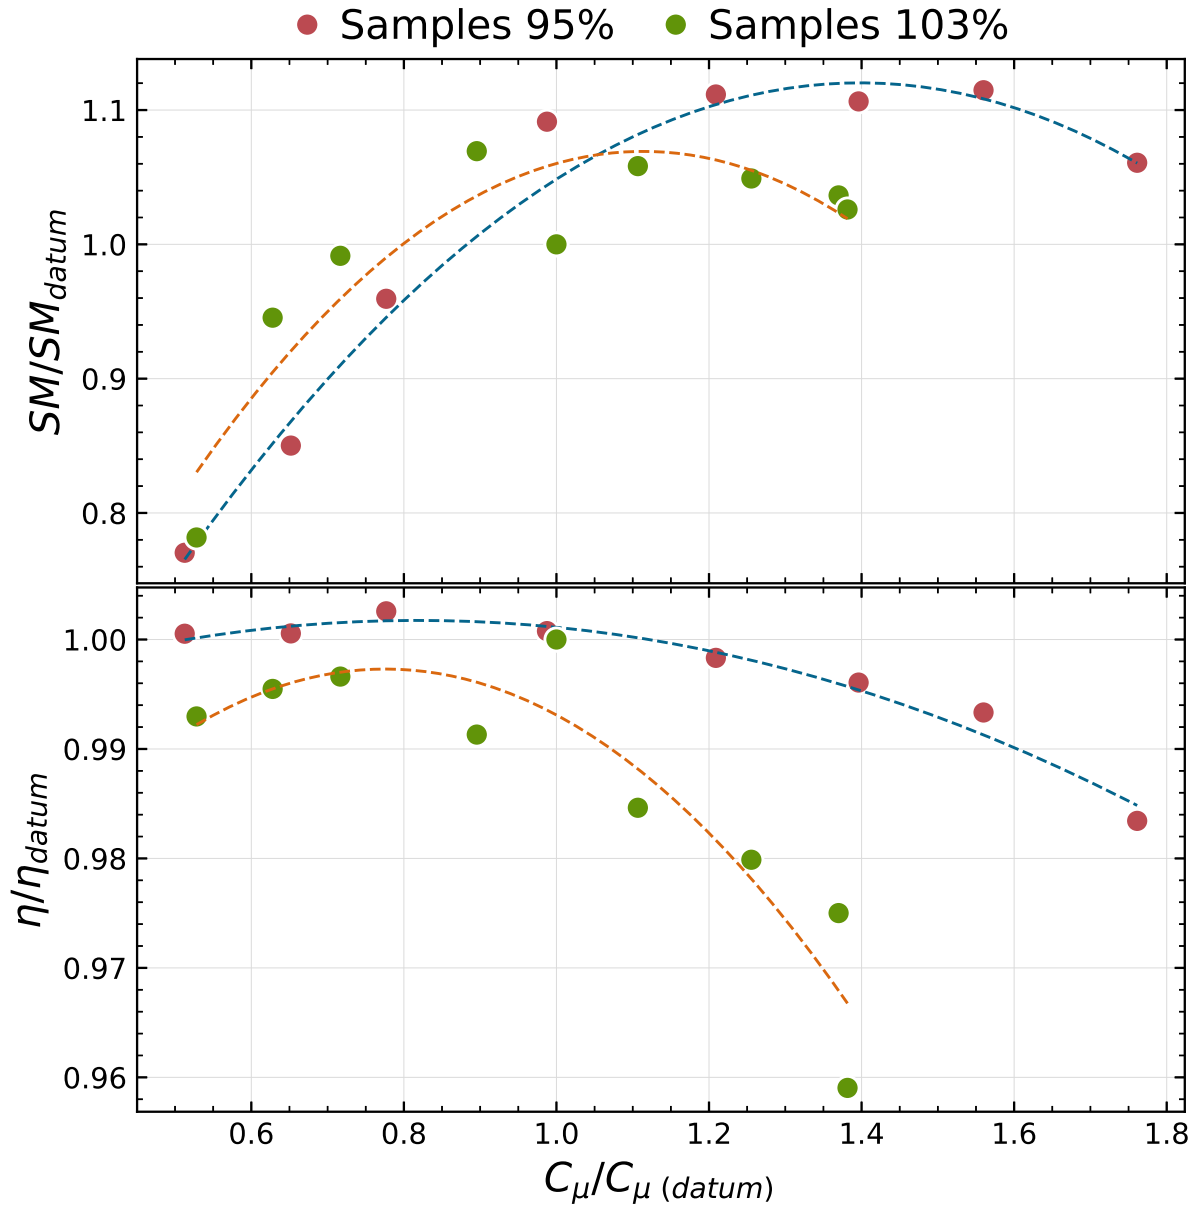 Samples 95% Samples 103%
1.1
1.0
0.9
0.8
SM/SM_datum
1.00
0.99
0.98
0.97
0.96
η/η_datum
0.6 0.8 1.0 1.2 1.4 1.6 1.8
C_μ/C_μ (datum)